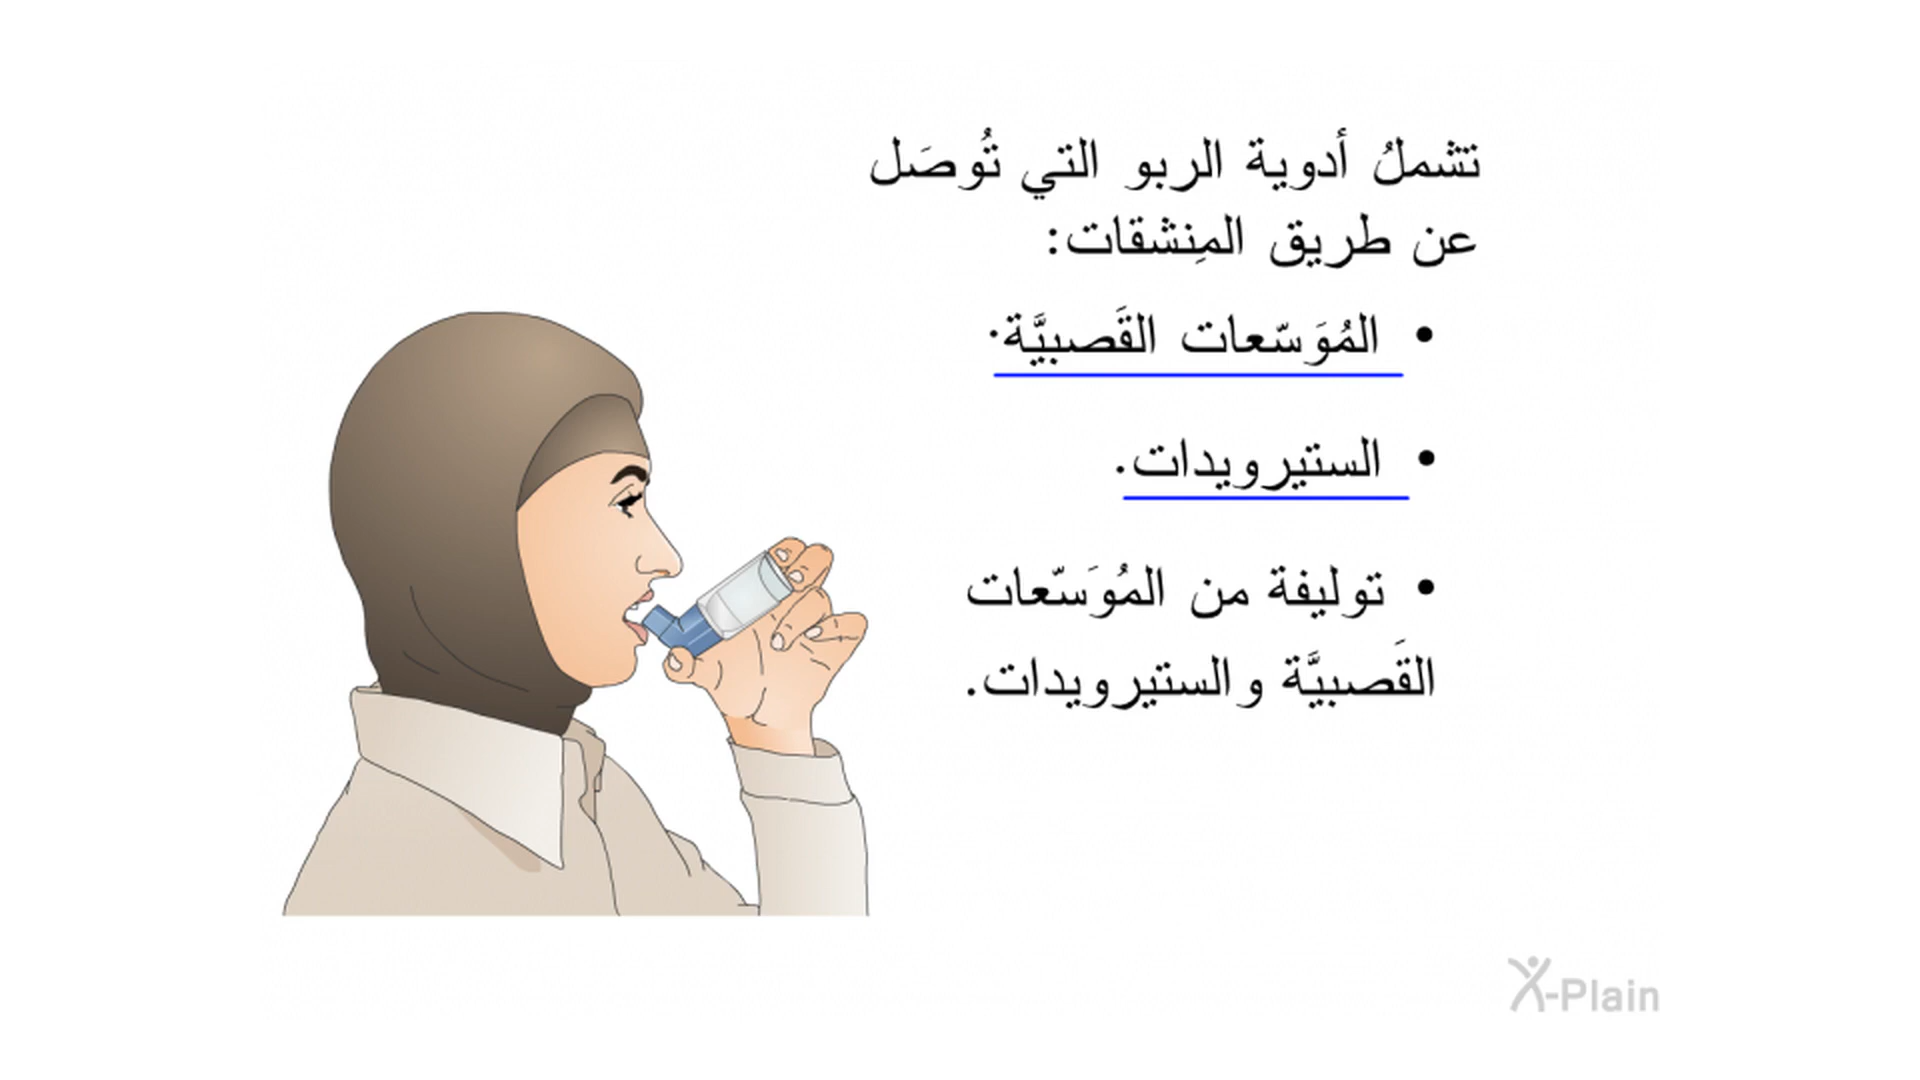 تشملُ أدوية الربو التي تُوصَل
عن طريق المِنشقات:
• المُوَسّعات القَصبيَّة.
• الستيرويدات.
• توليفة من المُوَسّعات
القَصبيَّة والستيرويدات.
X-Plain